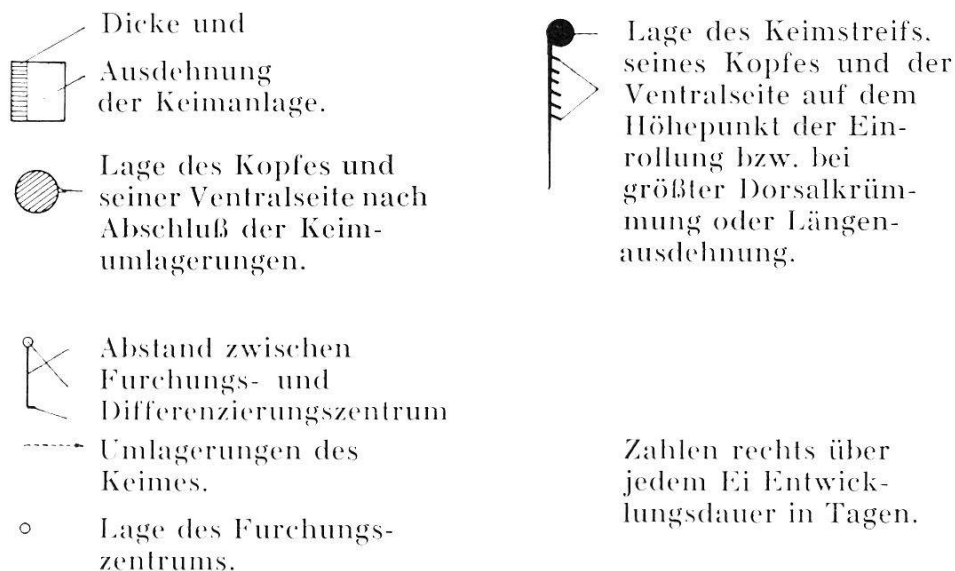 Dicke und
Ausdehnung
der Keimanlage.
Lage des Kopfes und
seiner Ventralseite nach
Abschluß der Keim-
umlagerungen.
Abstand zwischen
Furchungs- und
Differenzierungszentrum
Umlagerungen des
Keimes.
Lage des Furchungs-
zentrums.
Lage des Keimstreifs,
seines Kopfes und der
Ventralseite auf dem
Höhepunkt der Ein-
rollung bzw. bei
größter Dorsalkrüm-
mung oder Längen-
ausdehnung.
Zahlen rechts über
jedem Ei Entwick-
lungsdauer in Tagen.